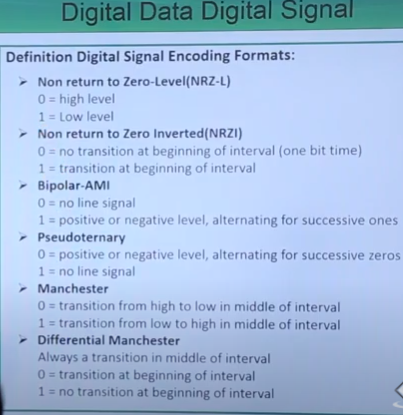 Digital Data Digital Signal
Definition Digital Signal Encoding Formats:
Non return to Zero-Level(NRZ-L)
0 = high level
1 = Low level
Non return to Zero Inverted(NRZI)
0 = no transition at beginning of interval (one bit time)
1 = transition at beginning of interval
Bipolar-AMI
0 = no line signal
1 = positive or negative level, alternating for successive ones
Pseudoternary
0 = positive or negative level, alternating for successive zeros
1 = no line signal
Manchester
0 = transition from high to low in middle of interval
1 = transition from low to high in middle of interval
Differential Manchester
Always a transition in middle of interval
0 = transition at beginning of interval
1 = no transition at beginning of interval